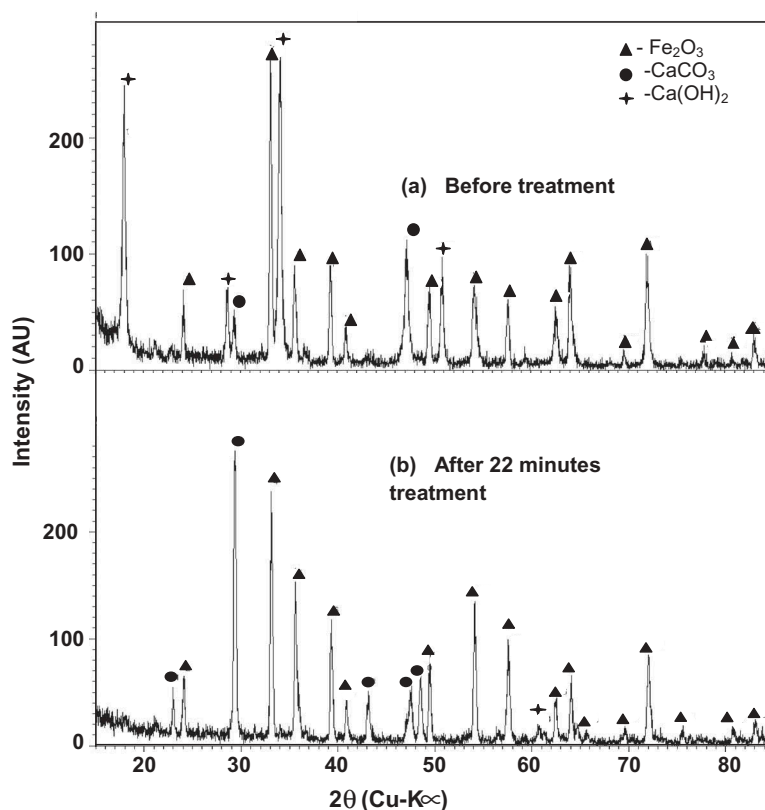 ▲- Fe₂O₃
●-CaCO₃
✦-Ca(OH)₂
200
(a) Before treatment
100
0
Intensity (AU)
(b) After 22 minutes
treatment
200
100
0
20 30 40 50 60 70 80
2θ (Cu-K∝)